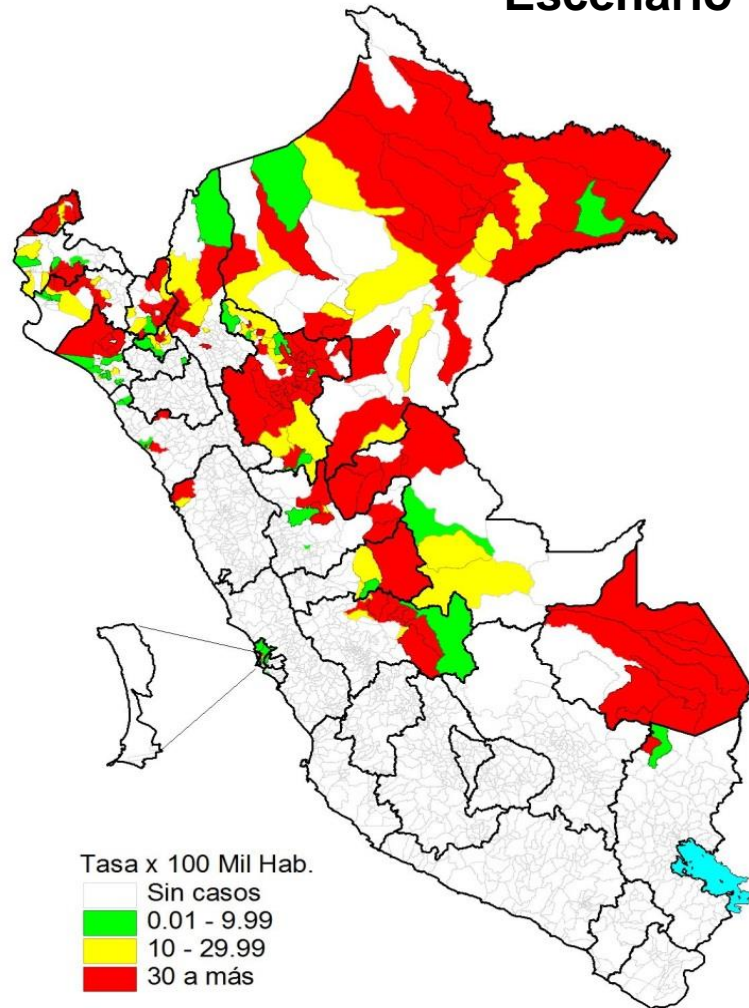 Escenario
Tasa x 100 Mil Hab.
Sin casos
0.01 - 9.99
10 - 29.99
30 a más